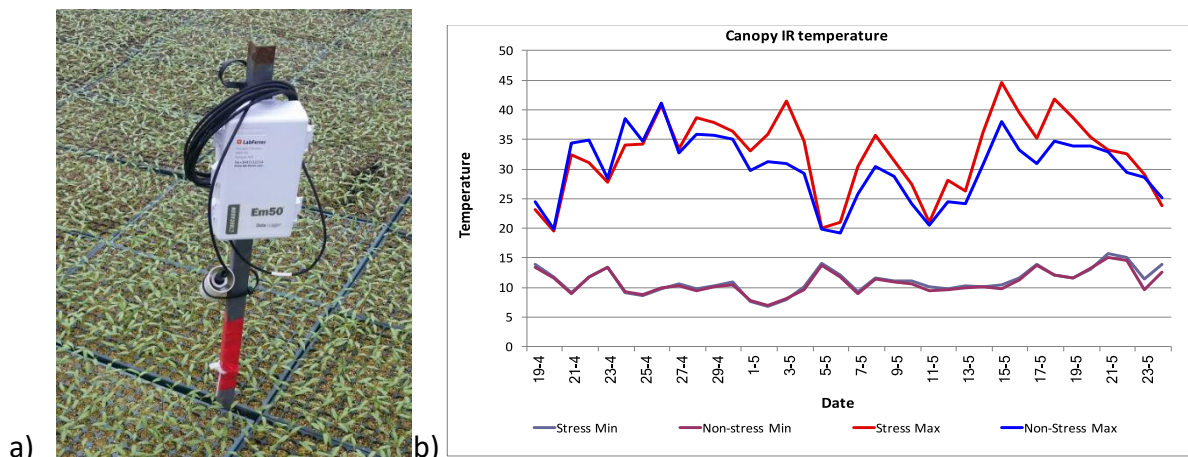 LabFerrer
Em50
Data Logger
DECAGON
a)
b)
Canopy IR temperature
Temperature
50
45
40
35
30
25
20
15
10
5
0
19-4
21-4
23-4
25-4
27-4
29-4
1-5
3-5
5-5
7-5
9-5
11-5
13-5
15-5
17-5
19-5
21-5
23-5
Date
Stress Min
Non-stress Min
Stress Max
Non-Stress Max